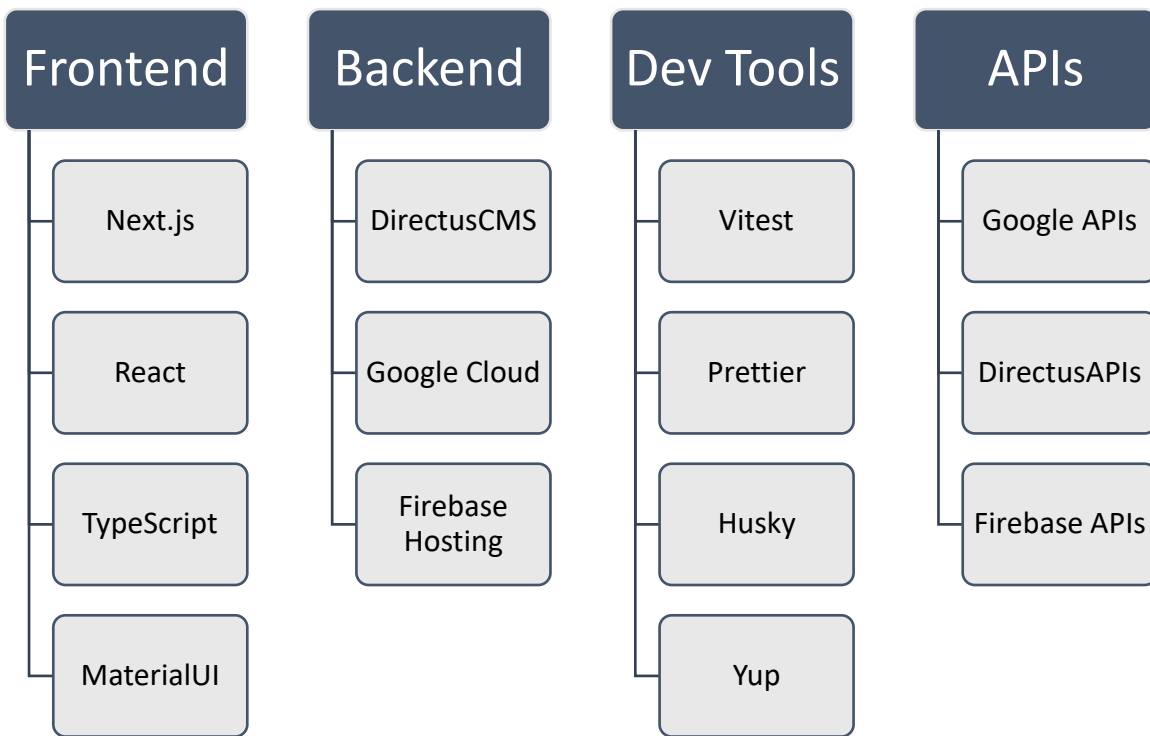 Frontend
Next.js
React
TypeScript
MaterialUI
Backend
DirectusCMS
Google Cloud
Firebase
Hosting
Dev Tools
Vitest
Prettier
Husky
Yup
APIs
Google APIs
DirectusAPIs
Firebase APIs